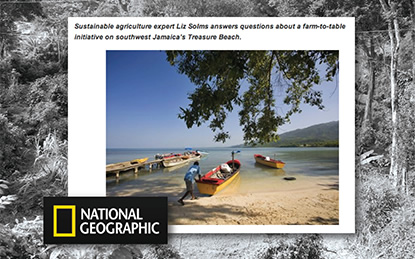 Sustainable agriculture expert Liz Solms answers questions about a farm-to-table
initiative on southwest Jamaica's Treasure Beach.
NATIONAL
GEOGRAPHIC